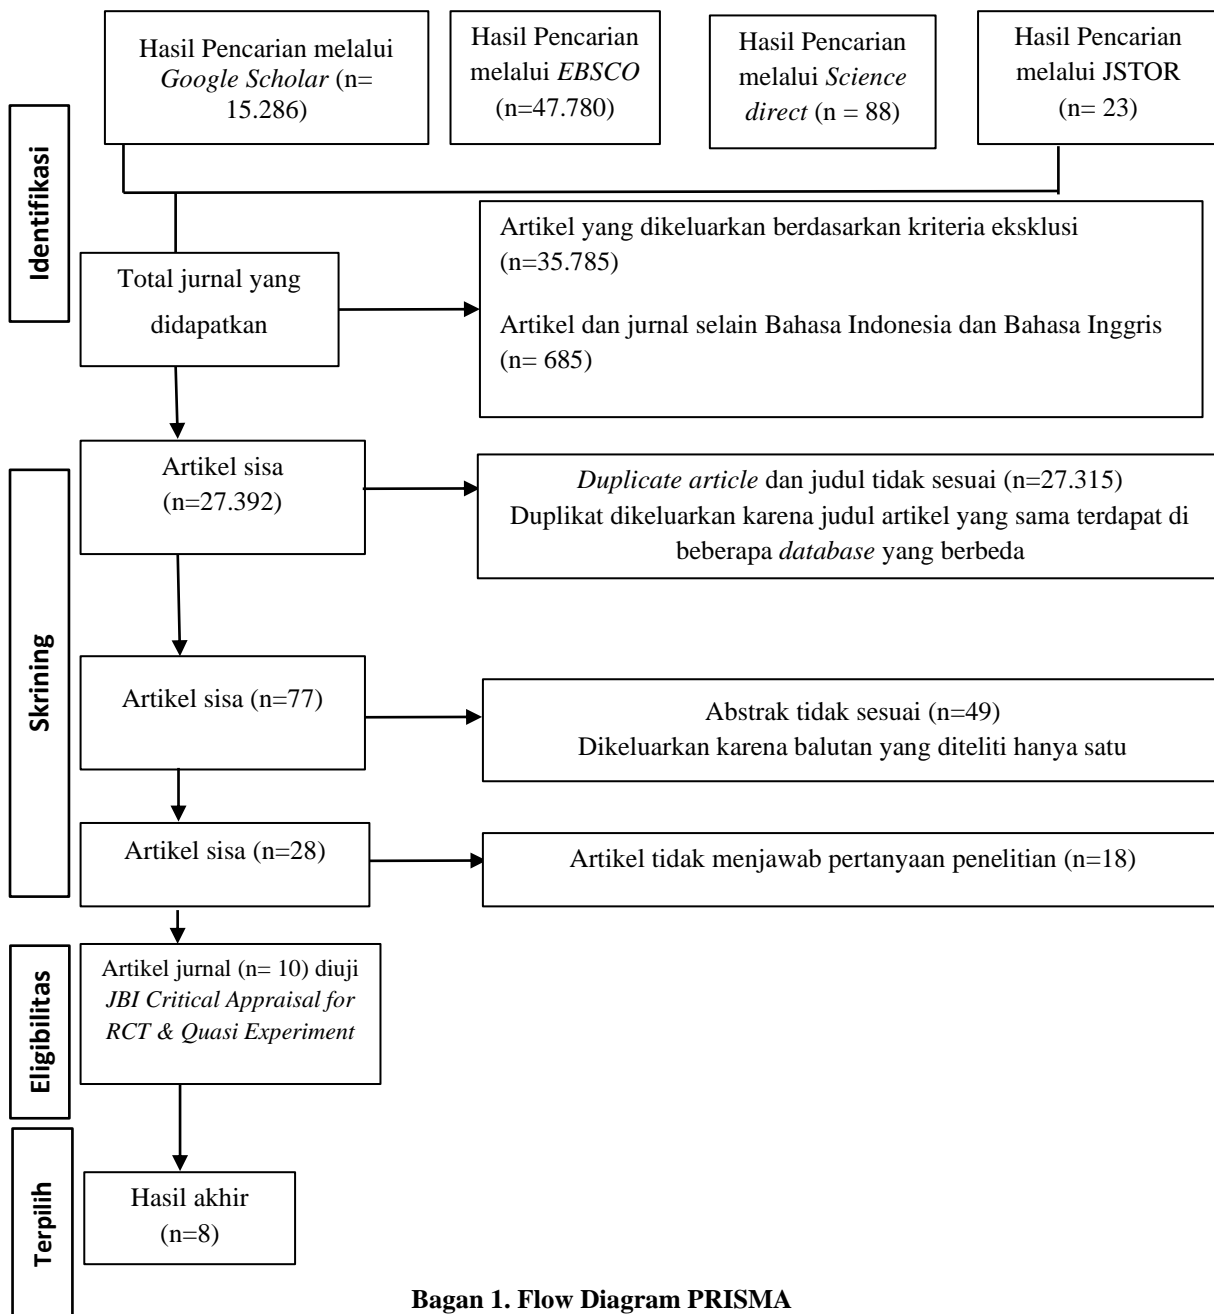 Hasil Pencarian melalui
Google Scholar (n=
15.286)
Hasil Pencarian
melalui EBSCO
(n=47.780)
Hasil Pencarian
melalui Science
direct (n = 88)
Hasil Pencarian
melalui JSTOR
(n= 23)
Identifikasi
Total jurnal yang
didapatkan
Artikel yang dikeluarkan berdasarkan kriteria eksklusi
(n=35.785)
Artikel dan jurnal selain Bahasa Indonesia dan Bahasa Inggris
(n= 685)
Skrining
Artikel sisa
(n=27.392)
Duplicate article dan judul tidak sesuai (n=27.315)
Duplikat dikeluarkan karena judul artikel yang sama terdapat di
beberapa database yang berbeda
Artikel sisa (n=77)
Abstrak tidak sesuai (n=49)
Dikeluarkan karena balutan yang diteliti hanya satu
Artikel sisa (n=28)
Artikel tidak menjawab pertanyaan penelitian (n=18)
Eligibilitas
Artikel jurnal (n= 10) diuji
JBI Critical Appraisal for
RCT & Quasi Experiment
Terpilih
Hasil akhir
(n=8)
Bagan 1. Flow Diagram PRISMA